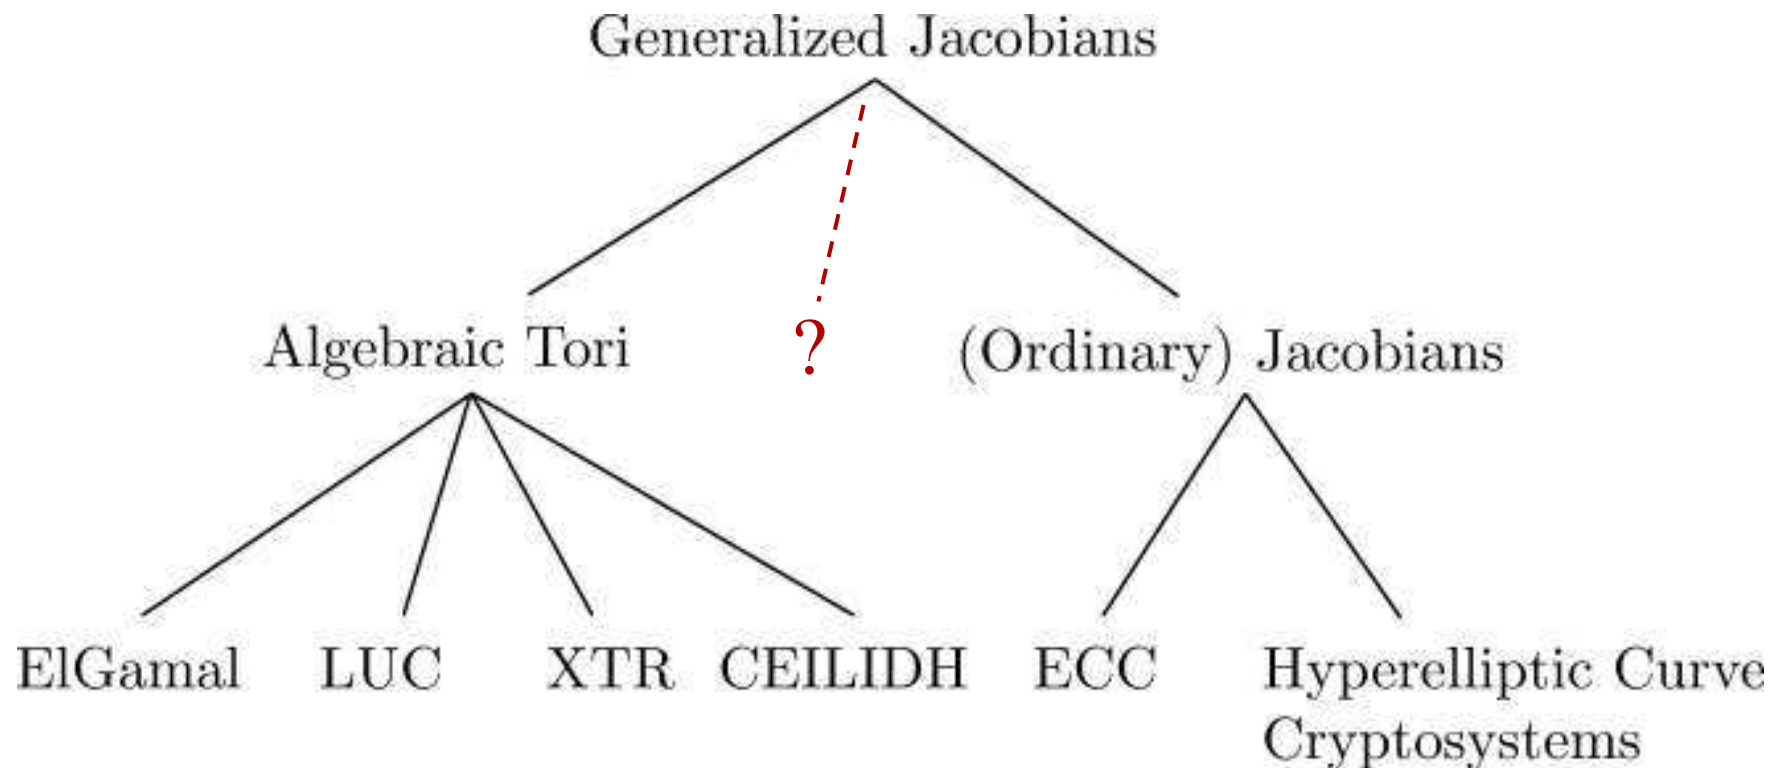 Generalized Jacobians
Algebraic Tori
?
(Ordinary) Jacobians
ElGamal
LUC
XTR
CEILIDH
ECC
Hyperelliptic Curve
Cryptosystems